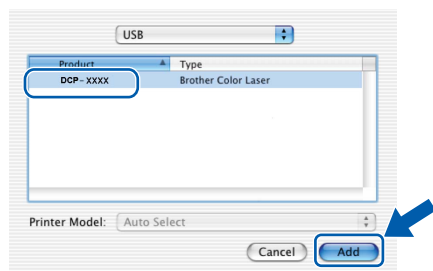 USB
Product Type
DCP-XXXX Brother Color Laser
Printer Model: Auto Select
Cancel Add